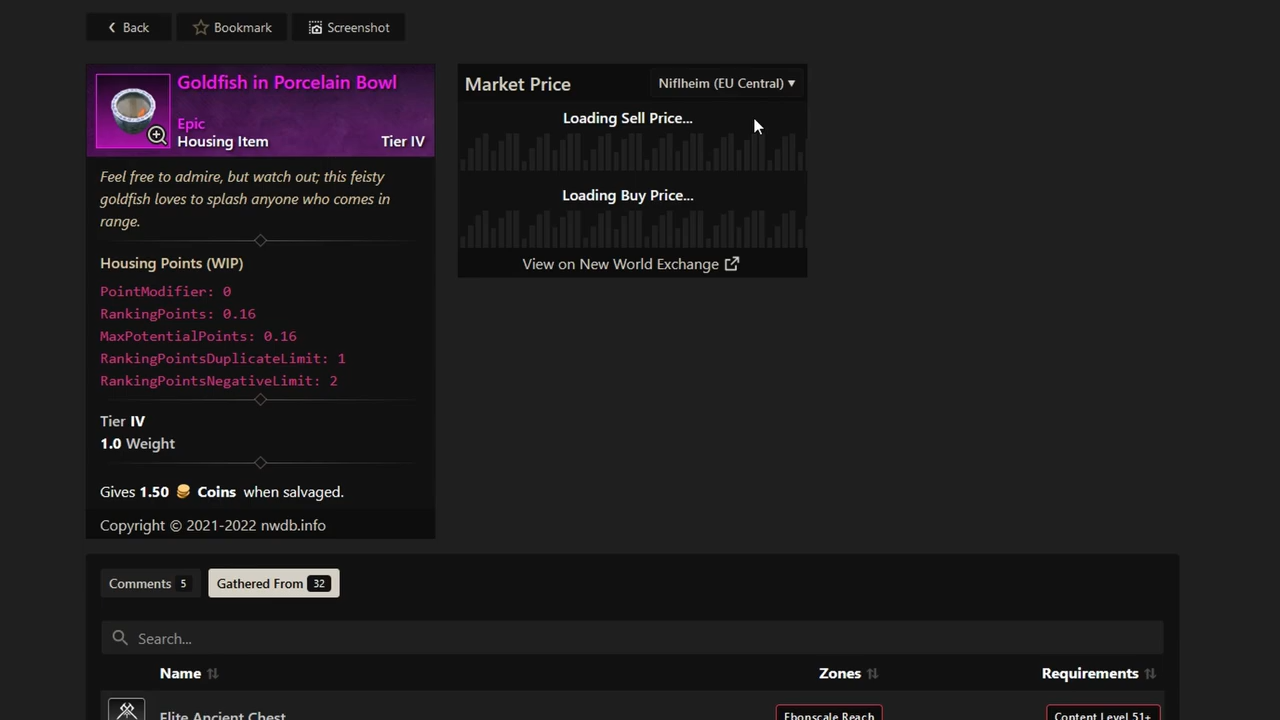 Back
Bookmark
Screenshot
Goldfish in Porcelain Bowl
Epic
Housing Item
Tier IV
Feel free to admire, but watch out; this feisty
goldfish loves to splash anyone who comes in
range.
Housing Points (WIP)
PointModifier: 0
RankingPoints: 0.16
MaxPotentialPoints: 0.16
RankingPointsDuplicateLimit: 1
RankingPointsNegativeLimit: 2
Tier IV
1.0 Weight
Gives 1.50 Coins when salvaged.
Copyright © 2021-2022 nwdb.info
Market Price
Niflheim (EU Central)
Loading Sell Price...
Loading Buy Price...
View on New World Exchange
Comments 5
Gathered From 32
Search...
Name
Zones
Requirements
Elite Ancient Chest
Ebonscale Reach
Content Level 51+